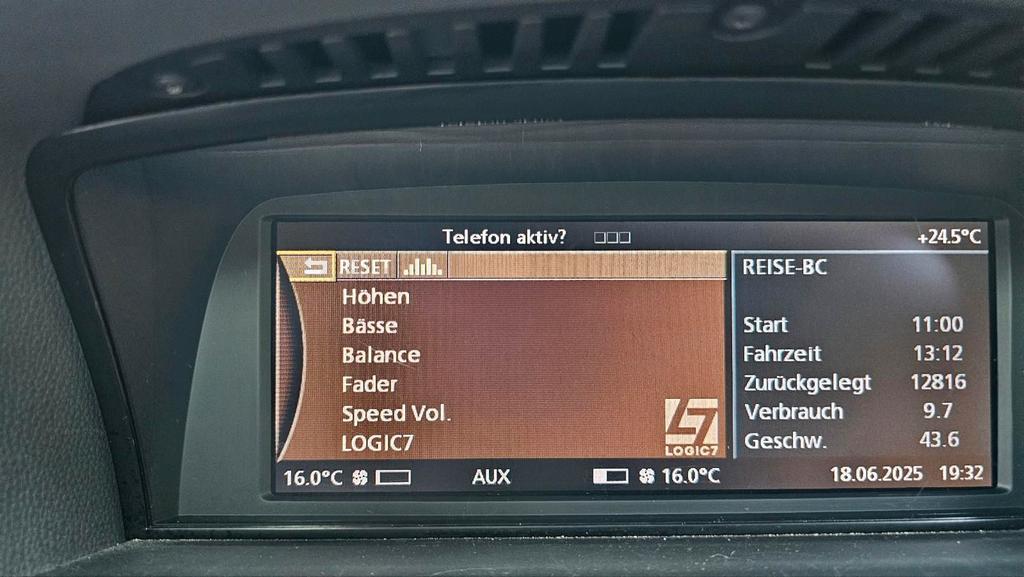 Telefon aktiv?
+24.5°C
RESET
Höhen
Bässe
Balance
Fader
Speed Vol.
LOGIC7
L7
LOGIC7
REISE-BC
Start 11:00
Fahrzeit 13:12
Zurückgelegt 12816
Verbrauch 9.7
Geschw. 43.6
16.0°C AUX 16.0°C
18.06.2025 19:32